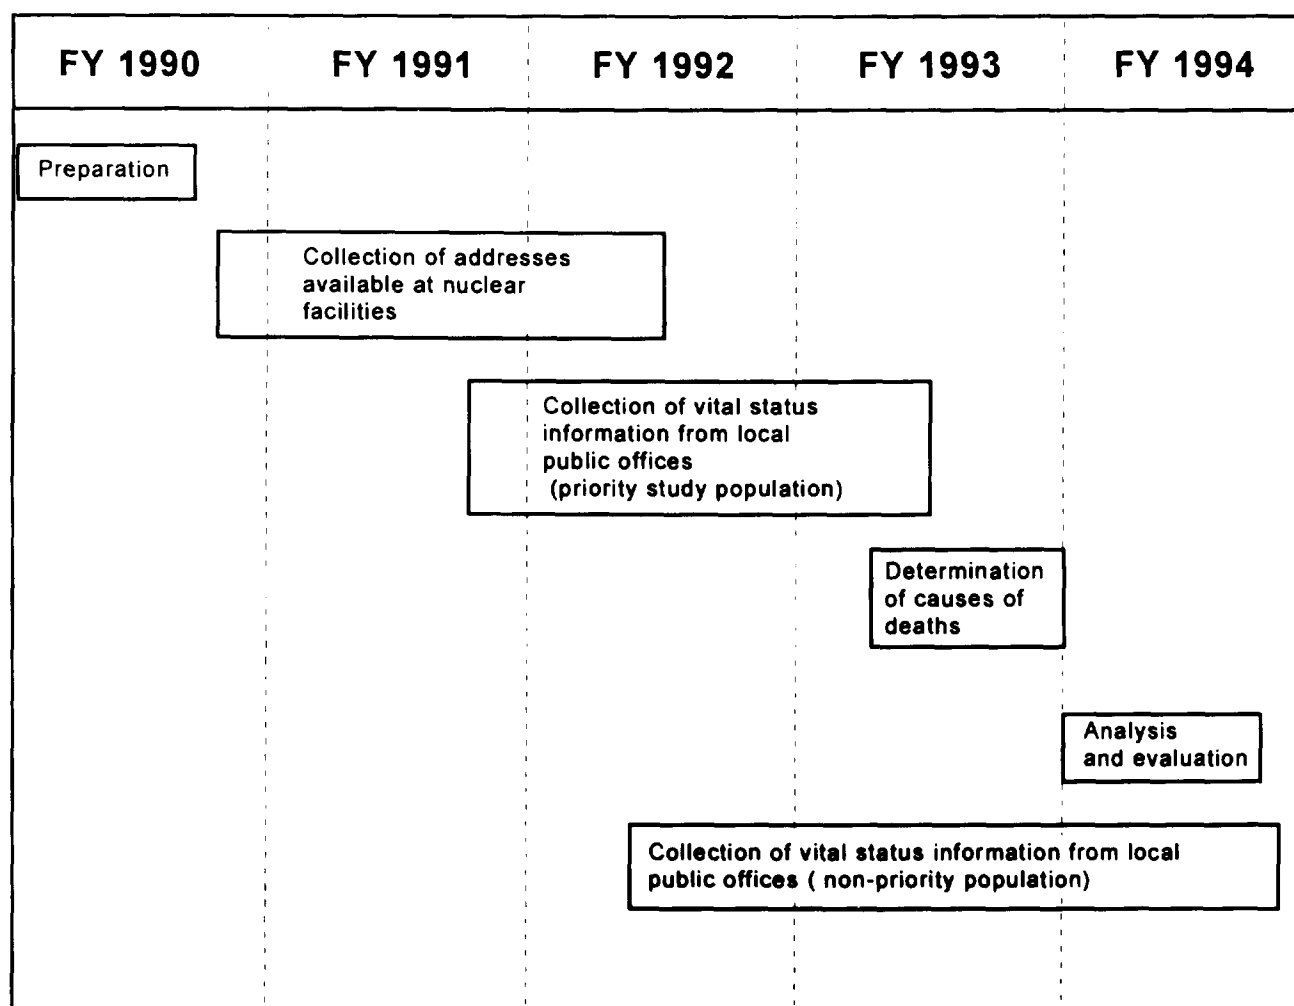 FY 1990 FY 1991 FY 1992 FY 1993 FY 1994
Preparation
Collection of addresses
available at nuclear
facilities
Collection of vital status
information from local
public offices
(priority study population)
Determination
of causes of
deaths
Analysis
and evaluation
Collection of vital status information from local
public offices ( non-priority population)